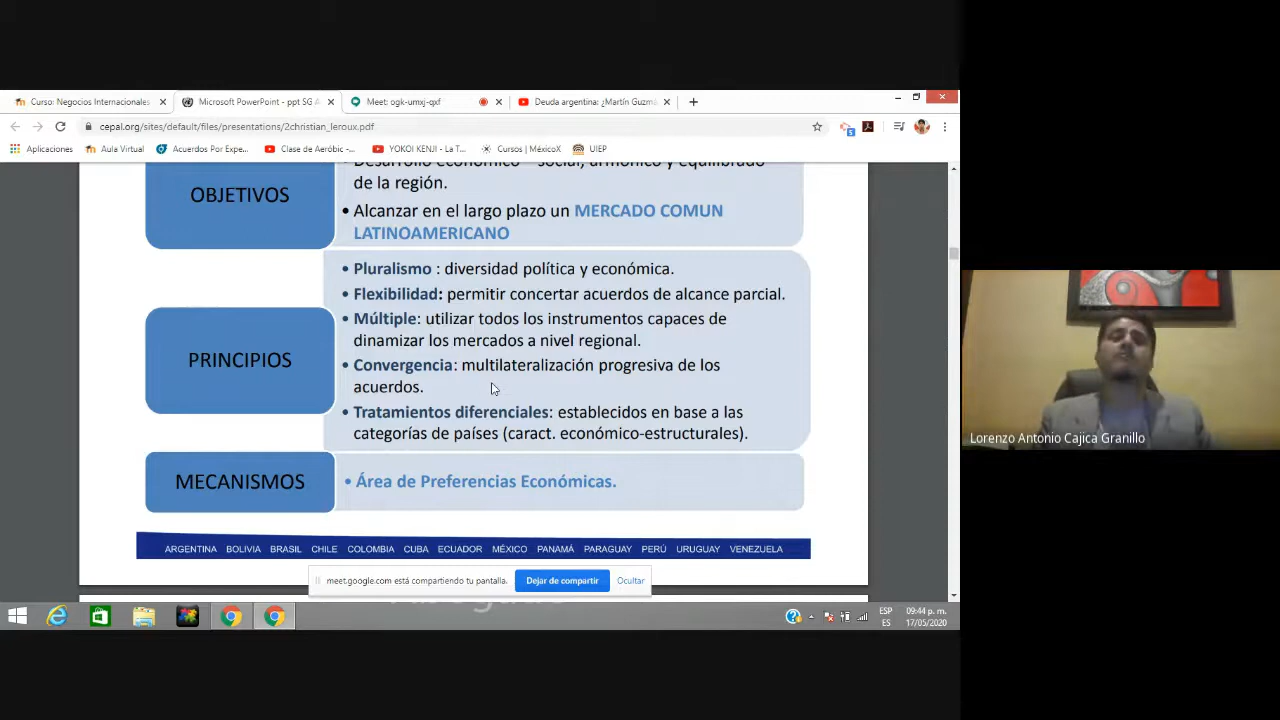 Curso: Negocios Internacionales
Microsoft PowerPoint - ppt SG A
Meet: ogk-umxj-qxf
Deuda argentina: ¿Martín Guzmá
cepal.org/sites/default/files/presentations/2christian_leroux.pdf
Aplicaciones
Aula Virtual
Acuerdos Por Expe...
Clase de Aeróbic -...
YOKOI KENJI - La T...
Cursos | MéxicoX
UIEP
OBJETIVOS
Desarrollo económico – social, armónico y equilibrado
de la región.
• Alcanzar en el largo plazo un MERCADO COMUN
LATINOAMERICANO
PRINCIPIOS
• Pluralismo : diversidad política y económica.
• Flexibilidad: permitir concertar acuerdos de alcance parcial.
• Múltiple: utilizar todos los instrumentos capaces de
dinamizar los mercados a nivel regional.
• Convergencia: multilateralización progresiva de los
acuerdos.
• Tratamientos diferenciales: establecidos en base a las
categorías de países (caract. económico-estructurales).
MECANISMOS
• Área de Preferencias Económicas.
ARGENTINA BOLIVIA BRASIL CHILE COLOMBIA CUBA ECUADOR MÉXICO PANAMÁ PARAGUAY PERÚ URUGUAY VENEZUELA
meet.google.com está compartiendo tu pantalla.
Dejar de compartir
Ocultar
ESP
ES
09:44 p. m.
17/05/2020
Lorenzo Antonio Cajica Granillo